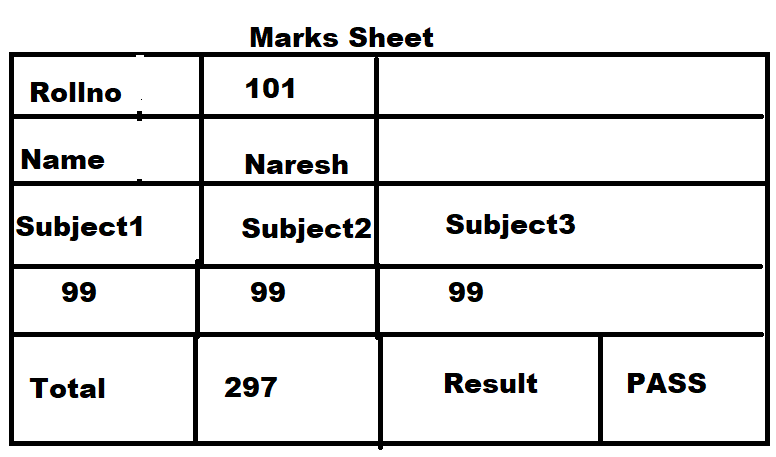 Marks Sheet
Rollno 101
Name Naresh
Subject1 Subject2 Subject3
99 99 99
Total 297 Result PASS